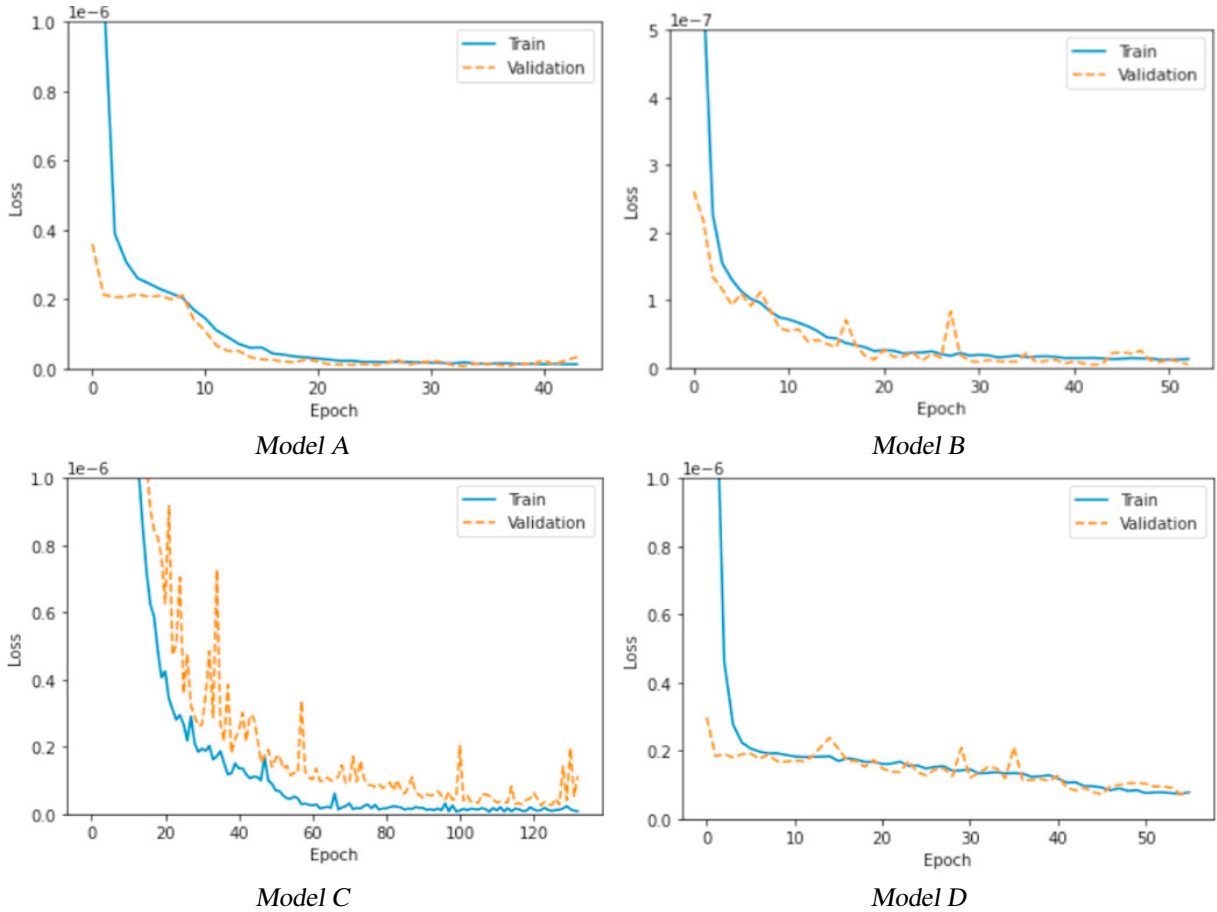 1e−6
1.0
0.8
0.6
0.4
0.2
0.0
Loss
0 10 20 30 40
Epoch
Train
Validation
Model A
1e−7
5
4
3
2
1
0
Loss
0 10 20 30 40 50
Epoch
Train
Validation
Model B
1e−6
1.0
0.8
0.6
0.4
0.2
0.0
Loss
0 20 40 60 80 100 120
Epoch
Train
Validation
Model C
1e−6
1.0
0.8
0.6
0.4
0.2
0.0
Loss
0 10 20 30 40 50
Epoch
Train
Validation
Model D